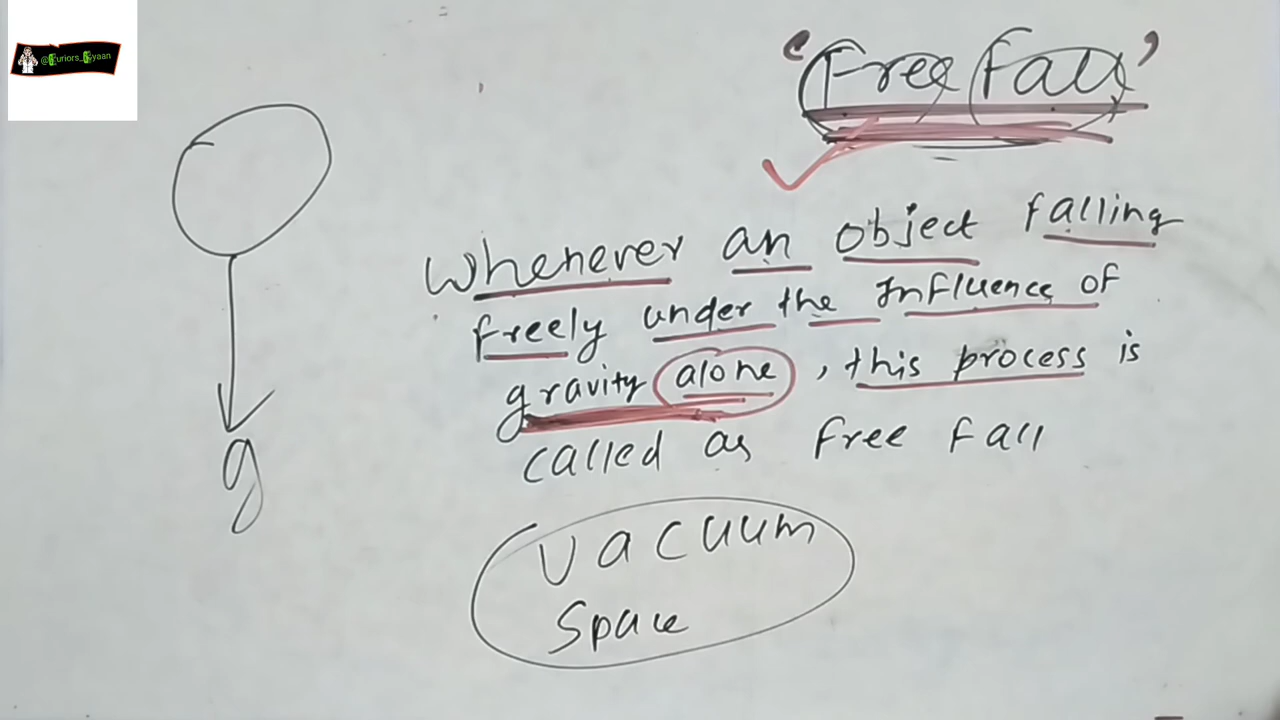 @Curiors_Gyaan
'Free Fall'
Whenever an object falling
freely under the Influence of
gravity alone, this process is
called as free fall
g
Vacuum
Space